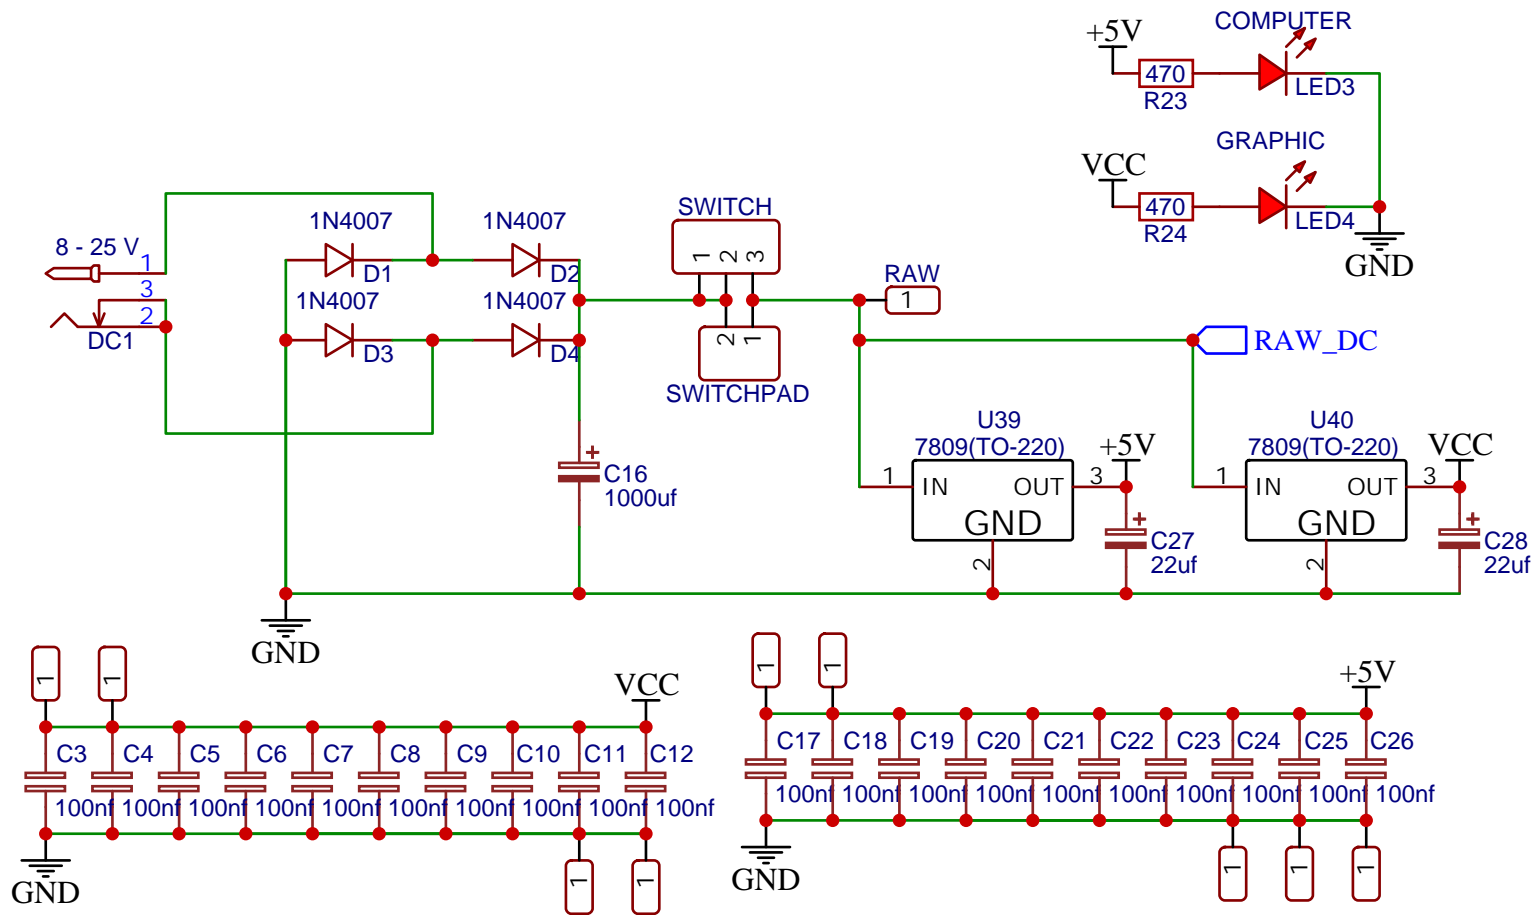 COMPUTER
+5V
470
R23
LED3
GRAPHIC
VCC
470
R24
LED4
GND
8 - 25 V
1
3
2
DC1
1N4007
D1
1N4007
D2
1N4007
D3
1N4007
D4
SWITCH
1 2 3
2 1
SWITCHPAD
RAW
1
RAW_DC
C16
1000uf
U39
7809(TO-220)
1 IN OUT 3
GND
2
+5V
C27
22uf
U40
7809(TO-220)
1 IN OUT 3
GND
2
VCC
C28
22uf
GND
1 1
VCC
C3 C4 C5 C6 C7 C8 C9 C10 C11 C12
100nf 100nf 100nf 100nf 100nf 100nf 100nf 100nf 100nf 100nf
GND
1 1
1 1
+5V
C17 C18 C19 C20 C21 C22 C23 C24 C25 C26
100nf 100nf 100nf 100nf 100nf 100nf 100nf 100nf 100nf 100nf
GND
1 1 1